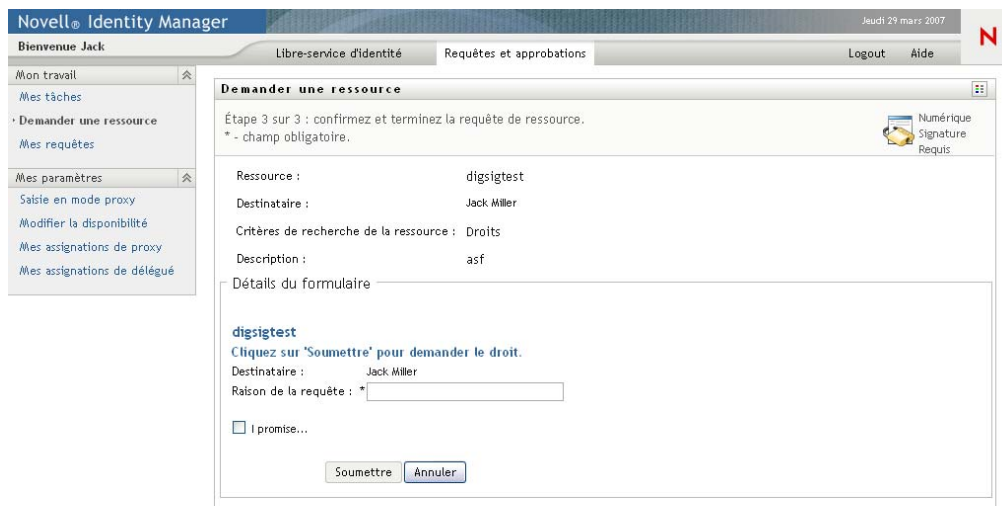 Novell® Identity Manager
Jeudi 29 mars 2007
N
Bienvenue Jack
Libre-service d'identité
Requêtes et approbations
Logout
Aide
Mon travail
Mes tâches
Demander une ressource
Mes requêtes
Mes paramètres
Saisie en mode proxy
Modifier la disponibilité
Mes assignations de proxy
Mes assignations de délégué
Demander une ressource
Étape 3 sur 3 : confirmez et terminez la requête de ressource.
* - champ obligatoire.
Numérique
Signature
Requis
Ressource : digsigtest
Destinataire : Jack Miller
Critères de recherche de la ressource : Droits
Description : asf
Détails du formulaire
digsigtest
Cliquez sur 'Soumettre' pour demander le droit.
Destinataire : Jack Miller
Raison de la requête : *
I promise...
Soumettre
Annuler